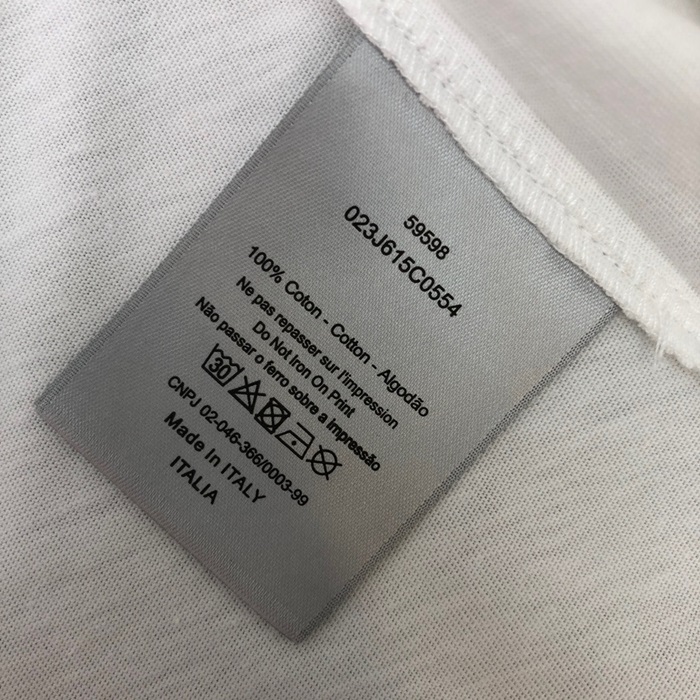 59598
023J615C0554
100% Coton - Cotton - Algodão
Ne pas repasser sur l'impression
Do Not Iron On Print
Não passar o ferro sobre a impressão
30
CNPJ 02-046-366/0003-99
Made In ITALY
ITALIA